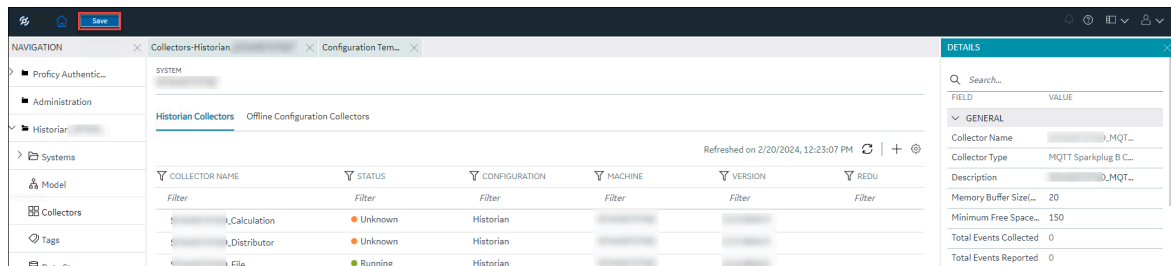 Save
NAVIGATION
Collectors-Historian
Configuration Tem...
DETAILS
Proficy Authentic...
Administration
Historian
Systems
Model
Collectors
Tags
SYSTEM
Historian Collectors Offline Configuration Collectors
Refreshed on 2/20/2024, 12:23:07 PM
COLLECTOR NAME STATUS CONFIGURATION MACHINE VERSION REDU
Filter Filter Filter Filter Filter Filter
_Calculation Unknown Historian
_Distributor Unknown Historian
_File Running Historian
Search...
FIELD VALUE
GENERAL
Collector Name _MQT...
Collector Type MQTT Sparkplug B C...
Description _MQT...
Memory Buffer Size(... 20
Minimum Free Space... 150
Total Events Collected 0
Total Events Reported 0